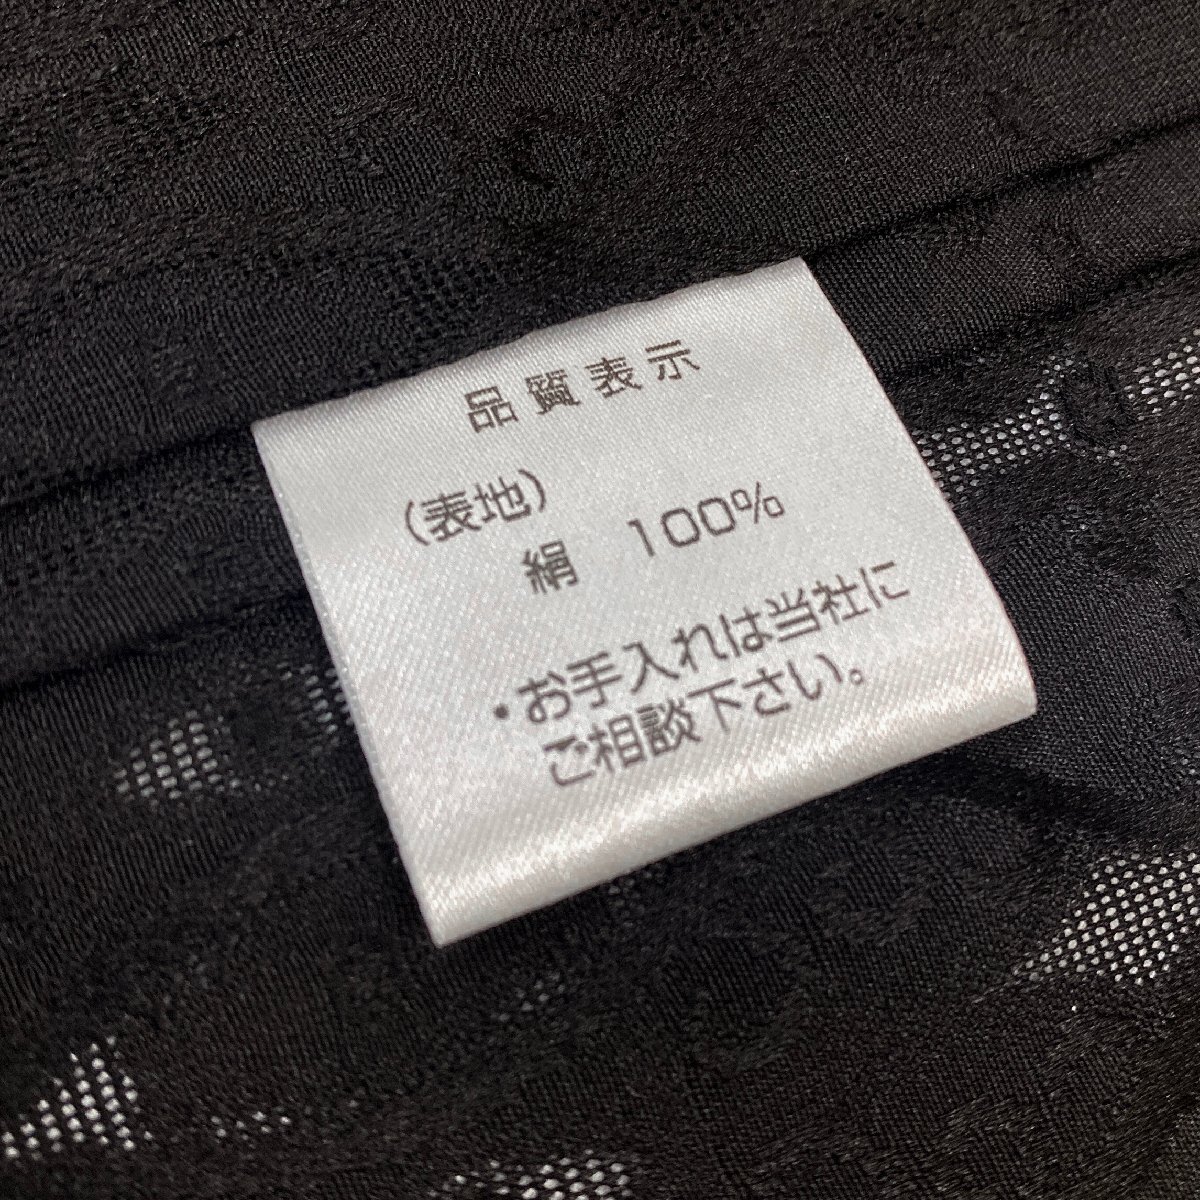 品質表示
(表地)
絹 100%
・お手入れは当社に
ご相談下さい。